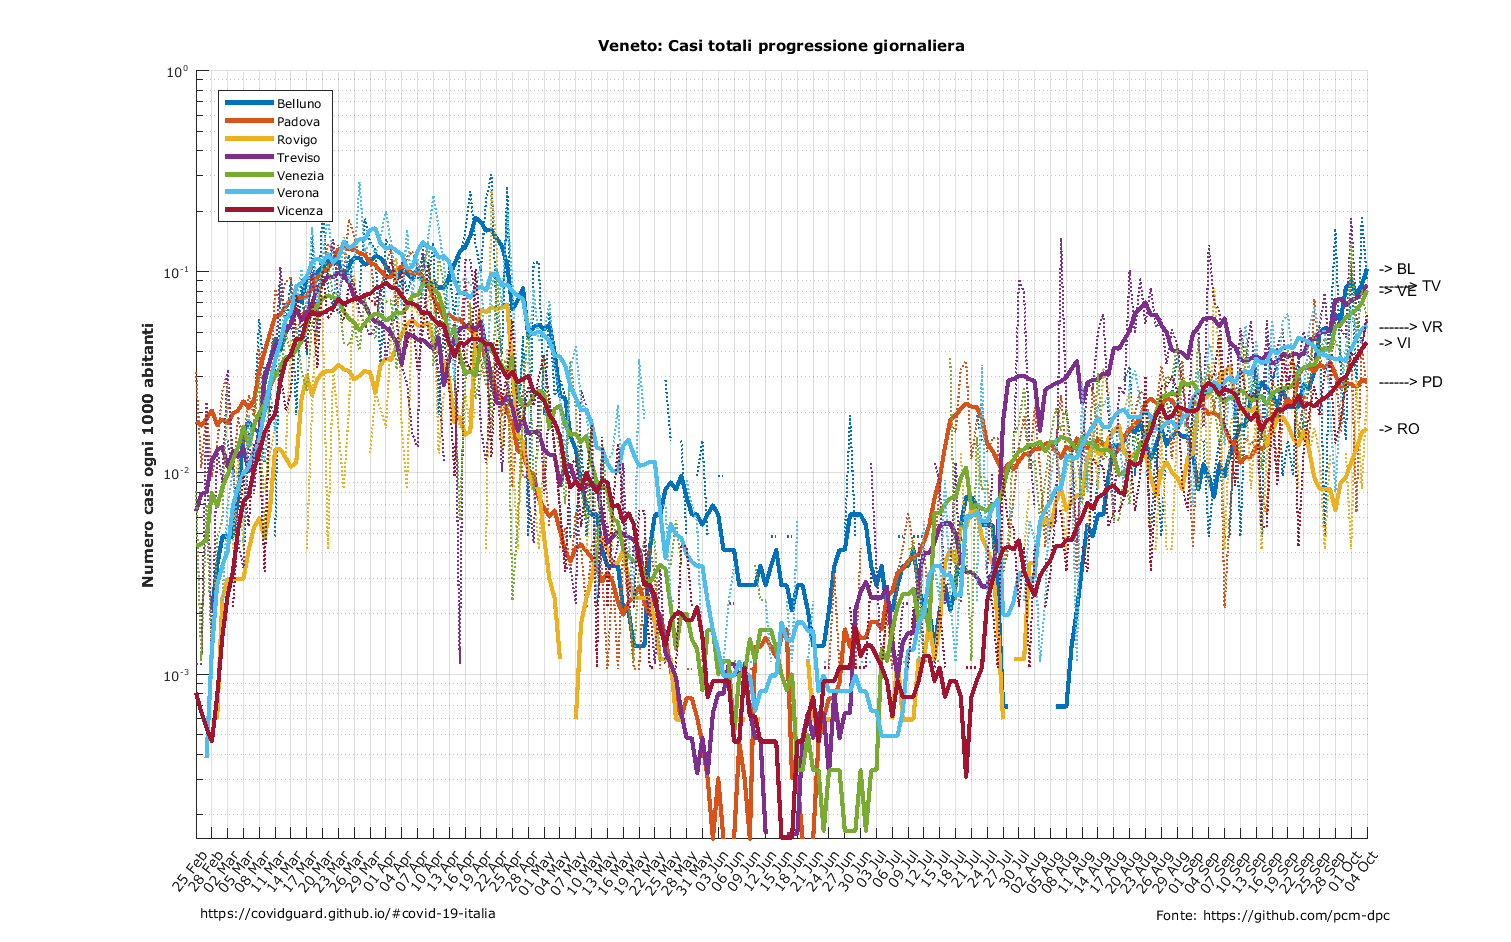 Veneto: Casi totali progressione giornaliera
10⁰
10⁻¹
10⁻²
10⁻³
Numero casi ogni 1000 abitanti
Belluno
Padova
Rovigo
Treviso
Venezia
Verona
Vicenza
-> BL
------> TV
-> VE
------> VR
-> VI
------> PD
-> RO
25 Feb
28 Feb
02 Mar
05 Mar
08 Mar
11 Mar
14 Mar
17 Mar
20 Mar
23 Mar
26 Mar
29 Mar
01 Apr
04 Apr
07 Apr
10 Apr
13 Apr
16 Apr
19 Apr
22 Apr
25 Apr
28 Apr
01 May
04 May
07 May
10 May
13 May
16 May
19 May
22 May
25 May
28 May
31 May
03 Jun
06 Jun
09 Jun
12 Jun
15 Jun
18 Jun
21 Jun
24 Jun
27 Jun
30 Jun
03 Jul
06 Jul
09 Jul
12 Jul
15 Jul
18 Jul
21 Jul
24 Jul
27 Jul
30 Jul
02 Aug
05 Aug
08 Aug
11 Aug
14 Aug
17 Aug
20 Aug
23 Aug
26 Aug
29 Aug
01 Sep
04 Sep
07 Sep
10 Sep
13 Sep
16 Sep
19 Sep
22 Sep
25 Sep
28 Sep
01 Oct
04 Oct
https://covidguard.github.io/#covid-19-italia
Fonte: https://github.com/pcm-dpc